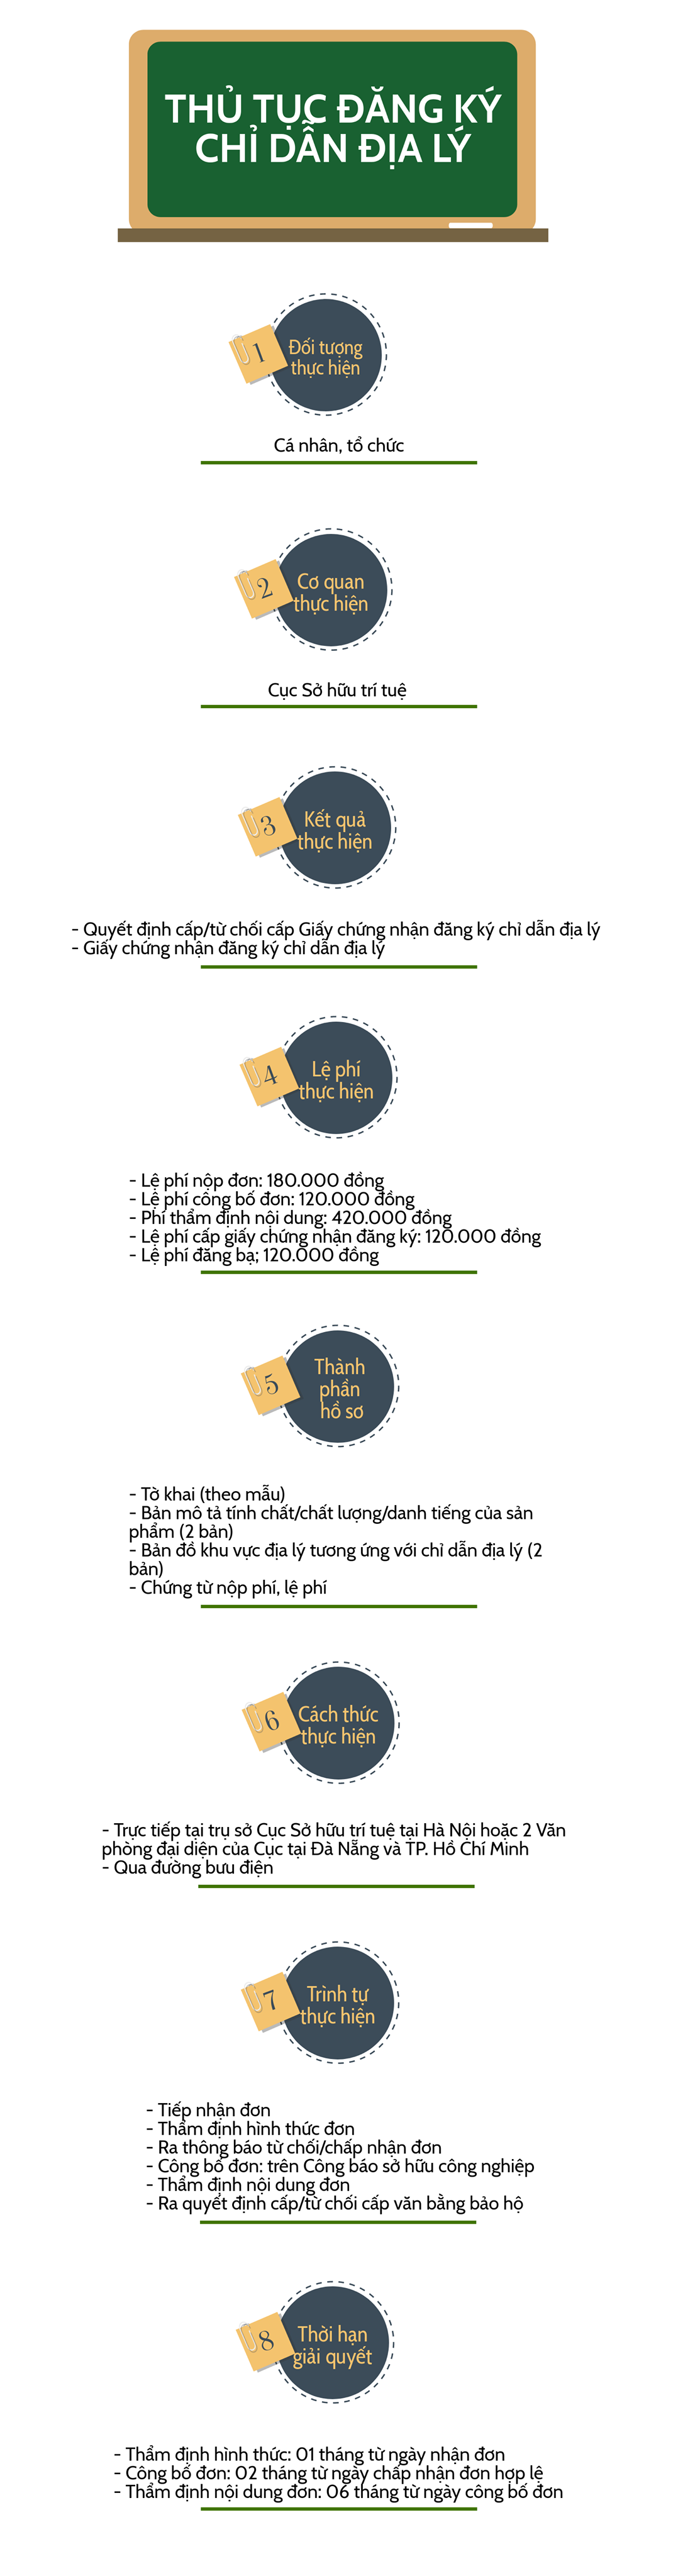 THỦ TỤC ĐĂNG KÝ
CHỈ DẪN ĐỊA LÝ
1
Đối tượng
thực hiện
Cá nhân, tổ chức
2
Cơ quan
thực hiện
Cục Sở hữu trí tuệ
3
Kết quả
thực hiện
- Quyết định cấp/từ chối cấp Giấy chứng nhận đăng ký chỉ dẫn địa lý
- Giấy chứng nhận đăng ký chỉ dẫn địa lý
4
Lệ phí
thực hiện
- Lệ phí nộp đơn: 180.000 đồng
- Lệ phí công bố đơn: 120.000 đồng
- Phí thẩm định nội dung: 420.000 đồng
- Lệ phí cấp giấy chứng nhận đăng ký: 120.000 đồng
- Lệ phí đăng bạ; 120.000 đồng
5
Thành
phần
hồ sơ
- Tờ khai (theo mẫu)
- Bản mô tả tính chất/chất lượng/danh tiếng của sản
phẩm (2 bản)
- Bản đồ khu vực địa lý tương ứng với chỉ dẫn địa lý (2
bản)
- Chứng từ nộp phí, lệ phí
6
Cách thức
thực hiện
- Trực tiếp tại trụ sở Cục Sở hữu trí tuệ tại Hà Nội hoặc 2 Văn
phòng đại diện của Cục tại Đà Nẵng và TP. Hồ Chí Minh
- Qua đường bưu điện
7
Trình tự
thực hiện
- Tiếp nhận đơn
- Thẩm định hình thức đơn
- Ra thông báo từ chối/chấp nhận đơn
- Công bố đơn: trên Công báo sở hữu công nghiệp
- Thẩm định nội dung đơn
- Ra quyết định cấp/từ chối cấp văn bằng bảo hộ
8
Thời hạn
giải quyết
- Thẩm định hình thức: 01 tháng từ ngày nhận đơn
- Công bố đơn: 02 tháng từ ngày chấp nhận đơn hợp lệ
- Thẩm định nội dung đơn: 06 tháng từ ngày công bố đơn